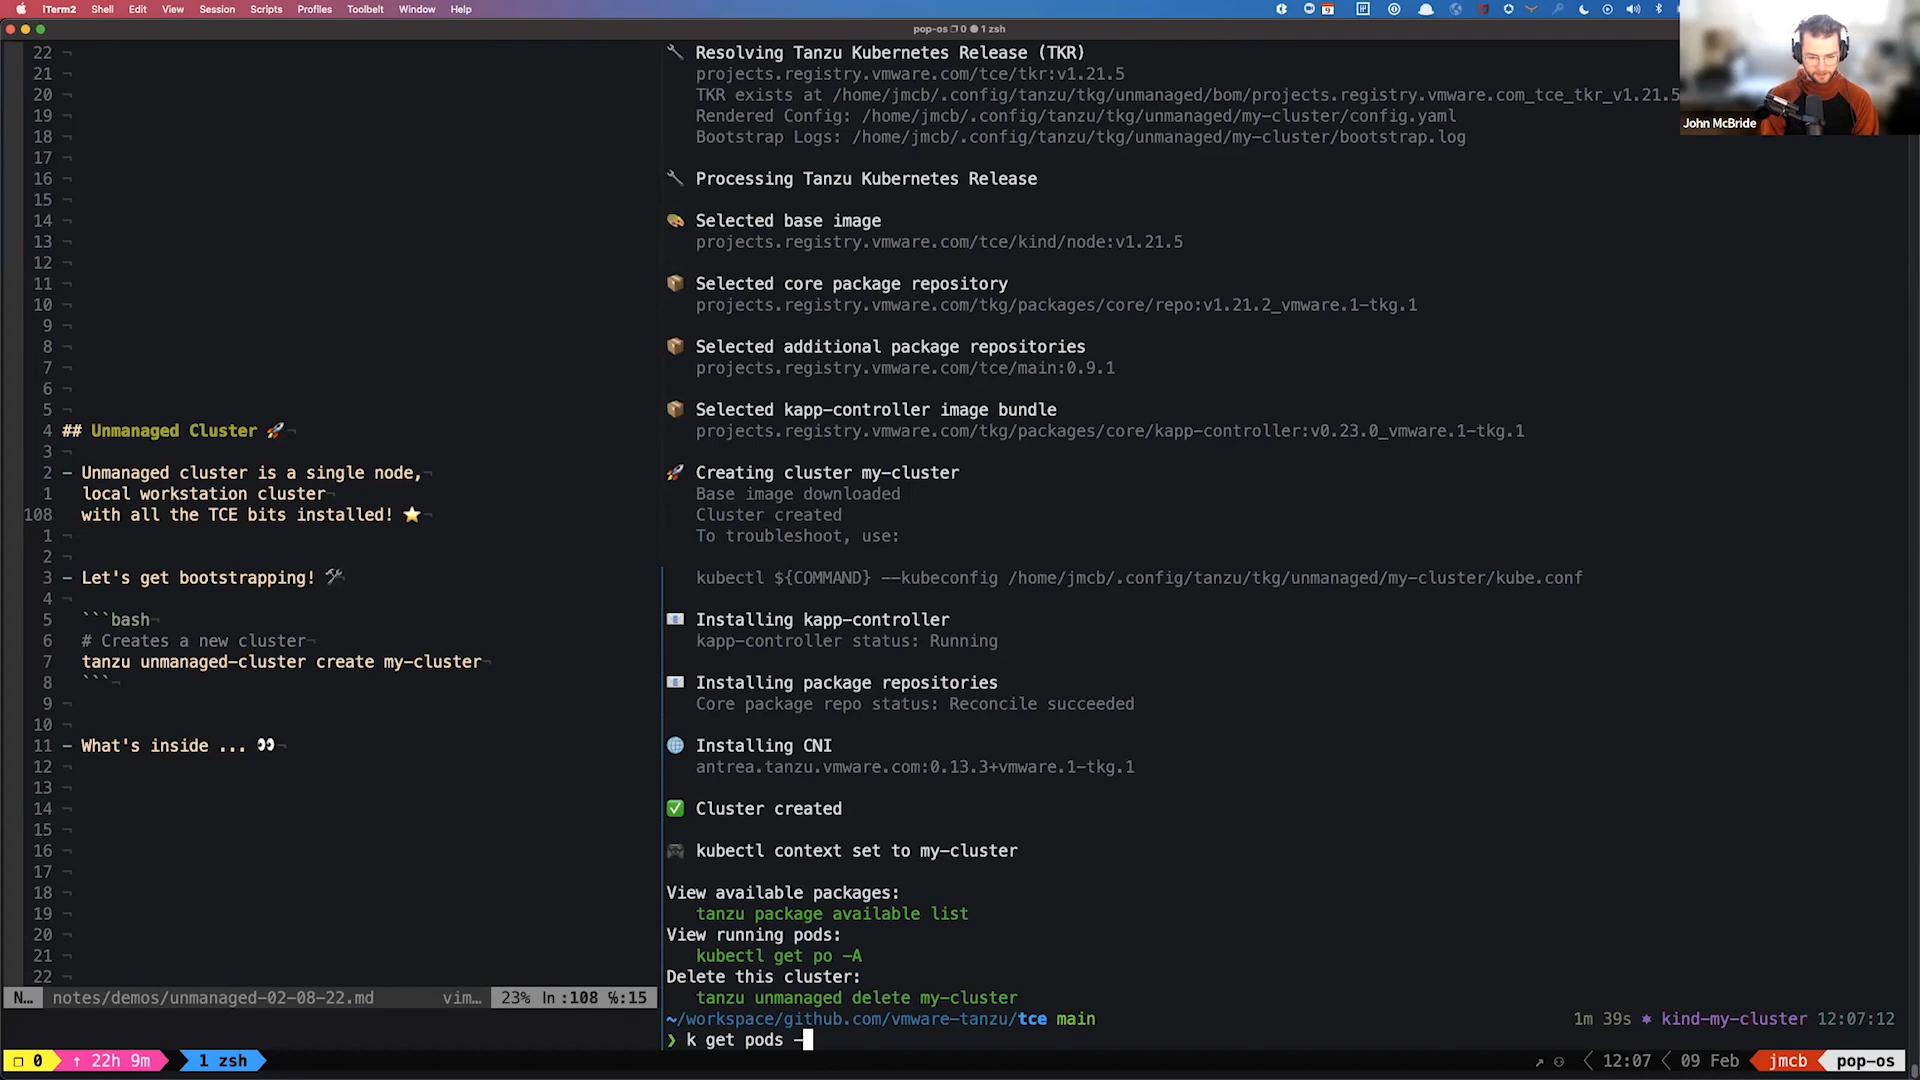 iTerm2 Shell Edit View Session Scripts Profiles Toolbelt Window Help
pop-os 0 1 zsh
22
21
20
19
18
17
16
15
14
13
12
11
10
9
8
7
6
5
4 ## Unmanaged Cluster 🚀¬
3
2 - Unmanaged cluster is a single node,¬
1 local workstation cluster¬
108 with all the TCE bits installed! ⭐¬
1
2
3 - Let's get bootstrapping! 🛠¬
4
5 ```bash¬
6 # Creates a new cluster¬
7 tanzu unmanaged-cluster create my-cluster¬
8 ```¬
9
10
11 - What's inside ... 👀¬
12
13
14
15
16
17
18
19
20
21
22
N… notes/demos/unmanaged-02-08-22.md vim… 23% ln :108 %:15
🔧 Resolving Tanzu Kubernetes Release (TKR)
projects.registry.vmware.com/tce/tkr:v1.21.5
TKR exists at /home/jmcb/.config/tanzu/tkg/unmanaged/bom/projects.registry.vmware.com_tce_tkr_v1.21.5
Rendered Config: /home/jmcb/.config/tanzu/tkg/unmanaged/my-cluster/config.yaml
Bootstrap Logs: /home/jmcb/.config/tanzu/tkg/unmanaged/my-cluster/bootstrap.log
🔧 Processing Tanzu Kubernetes Release
🎨 Selected base image
projects.registry.vmware.com/tce/kind/node:v1.21.5
📦 Selected core package repository
projects.registry.vmware.com/tkg/packages/core/repo:v1.21.2_vmware.1-tkg.1
📦 Selected additional package repositories
projects.registry.vmware.com/tce/main:0.9.1
📦 Selected kapp-controller image bundle
projects.registry.vmware.com/tkg/packages/core/kapp-controller:v0.23.0_vmware.1-tkg.1
🚀 Creating cluster my-cluster
Base image downloaded
Cluster created
To troubleshoot, use:
kubectl ${COMMAND} --kubeconfig /home/jmcb/.config/tanzu/tkg/unmanaged/my-cluster/kube.conf
📧 Installing kapp-controller
kapp-controller status: Running
📧 Installing package repositories
Core package repo status: Reconcile succeeded
🌐 Installing CNI
antrea.tanzu.vmware.com:0.13.3+vmware.1-tkg.1
✅ Cluster created
🎮 kubectl context set to my-cluster
View available packages:
tanzu package available list
View running pods:
kubectl get po -A
Delete this cluster:
tanzu unmanaged delete my-cluster
~/workspace/github.com/vmware-tanzu/tce main 1m 39s ✶ kind-my-cluster 12:07:12
❯ k get pods -
John McBride
0 ↑ 22h 9m 1 zsh 12:07 09 Feb jmcb pop-os